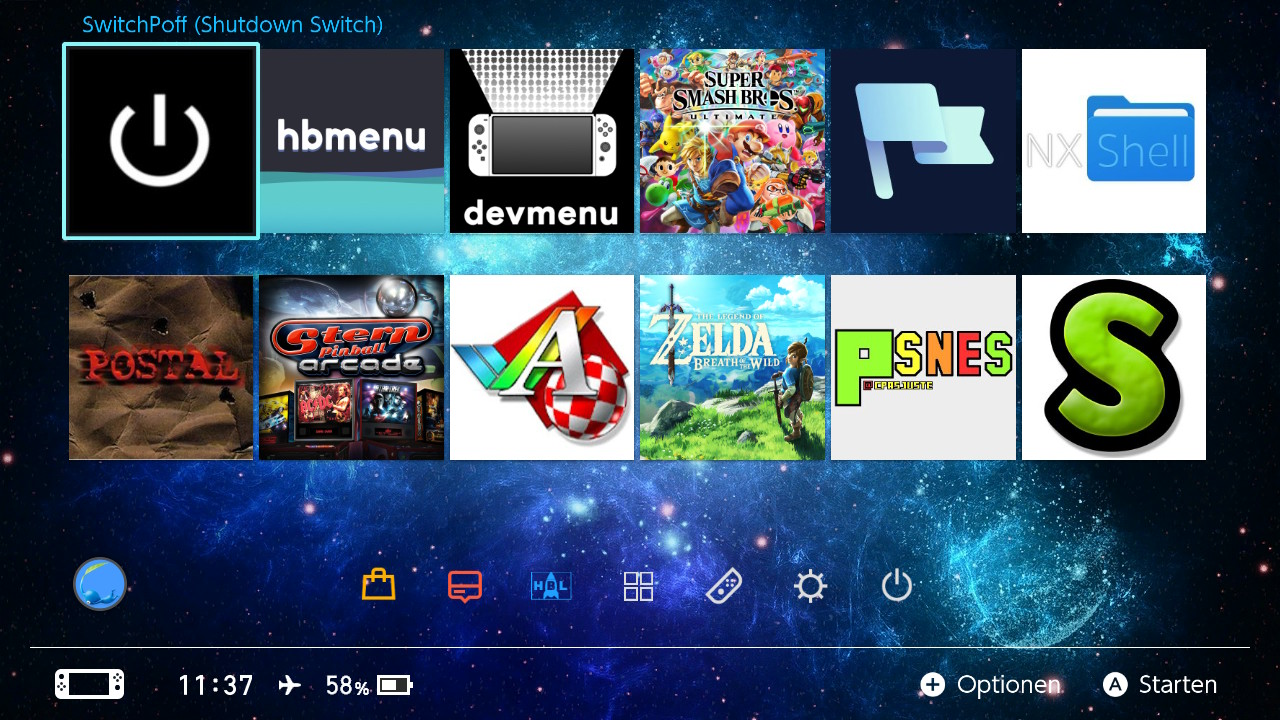 SwitchPoff (Shutdown Switch)
hbmenu
devmenu
SUPER
SMASH BROS.
ULTIMATE
NX Shell
POSTAL
Stern
Pinball
arcade
A
THE LEGEND OF
ZELDA
BREATH OF THE WILD
PSNES
@CPASJUSTE
S
HBL
11:37
58%
+ Optionen
A Starten